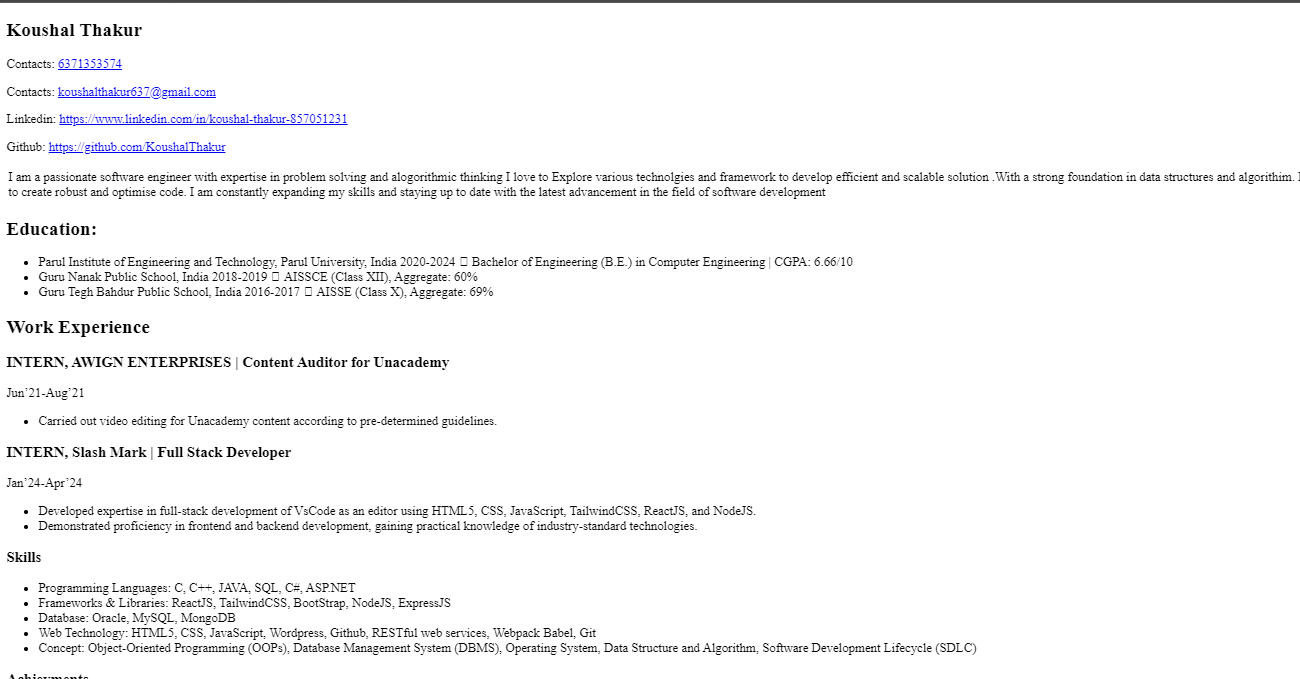 Koushal Thakur
Contacts: 6371353574
Contacts: koushalthakur637@gmail.com
Linkedin: https://www.linkedin.com/in/koushal-thakur-857051231
Github: https://github.com/KoushalThakur
I am a passionate software engineer with expertise in problem solving and alogorithmic thinking I love to Explore various technolgies and framework to develop efficient and scalable solution .With a strong foundation in data structures and algorithim.
to create robust and optimise code. I am constantly expanding my skills and staying up to date with the latest advancement in the field of software development
Education:
• Parul Institute of Engineering and Technology, Parul University, India 2020-2024 ▯ Bachelor of Engineering (B.E.) in Computer Engineering | CGPA: 6.66/10
• Guru Nanak Public School, India 2018-2019 ▯ AISSCE (Class XII), Aggregate: 60%
• Guru Tegh Bahdur Public School, India 2016-2017 ▯ AISSE (Class X), Aggregate: 69%
Work Experience
INTERN, AWIGN ENTERPRISES | Content Auditor for Unacademy
Jun’21-Aug’21
• Carried out video editing for Unacademy content according to pre-determined guidelines.
INTERN, Slash Mark | Full Stack Developer
Jan’24-Apr’24
• Developed expertise in full-stack development of VsCode as an editor using HTML5, CSS, JavaScript, TailwindCSS, ReactJS, and NodeJS.
• Demonstrated proficiency in frontend and backend development, gaining practical knowledge of industry-standard technologies.
Skills
• Programming Languages: C, C++, JAVA, SQL, C#, ASP.NET
• Frameworks & Libraries: ReactJS, TailwindCSS, BootStrap, NodeJS, ExpressJS
• Database: Oracle, MySQL, MongoDB
• Web Technology: HTML5, CSS, JavaScript, Wordpress, Github, RESTful web services, Webpack Babel, Git
• Concept: Object-Oriented Programming (OOPs), Database Management System (DBMS), Operating System, Data Structure and Algorithm, Software Development Lifecycle (SDLC)